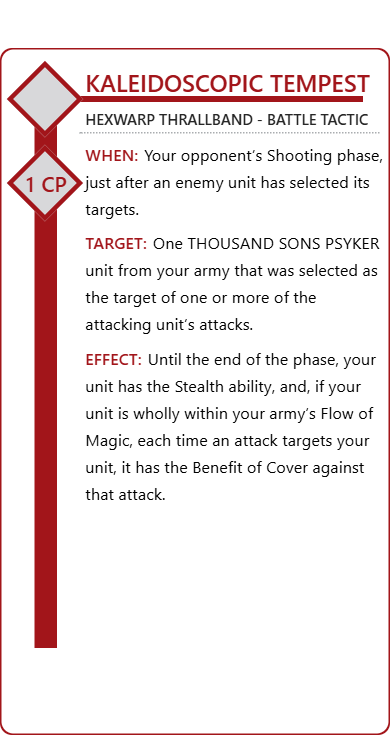 KALEIDOSCOPIC TEMPEST
HEXWARP THRALLBAND - BATTLE TACTIC
WHEN: Your opponent's Shooting phase,
just after an enemy unit has selected its
targets.
1 CP
TARGET: One THOUSAND SONS PSYKER
unit from your army that was selected as
the target of one or more of the
attacking unit's attacks.
EFFECT: Until the end of the phase, your
unit has the Stealth ability, and, if your
unit is wholly within your army's Flow of
Magic, each time an attack targets your
unit, it has the Benefit of Cover against
that attack.